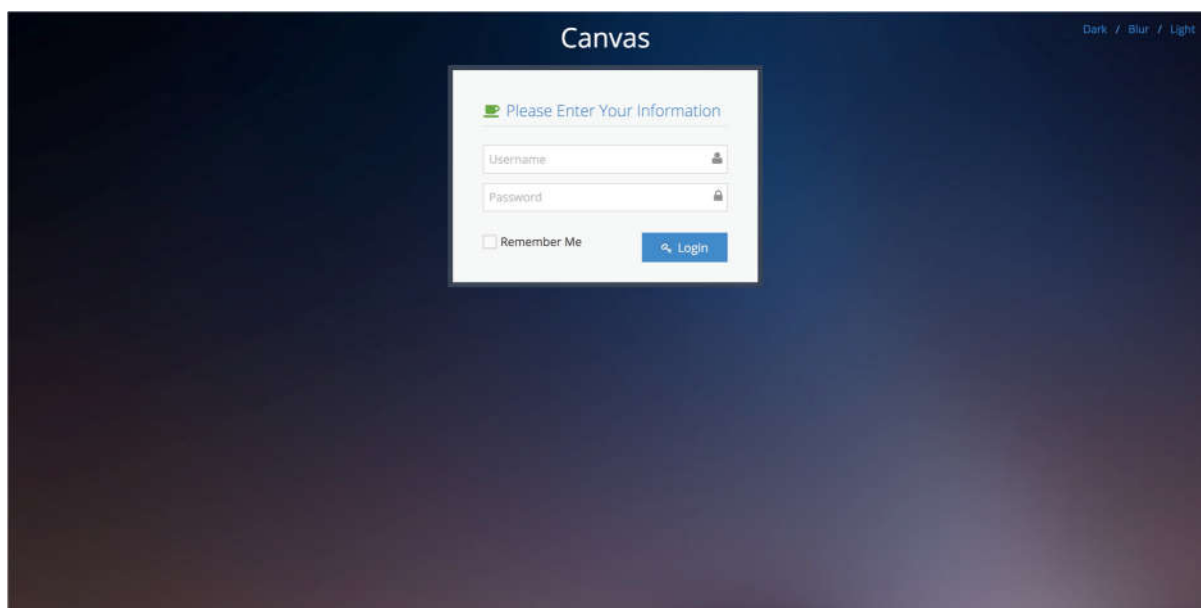 Canvas
Dark / Blur / Light
Please Enter Your Information
Username
Password
Remember Me
Login